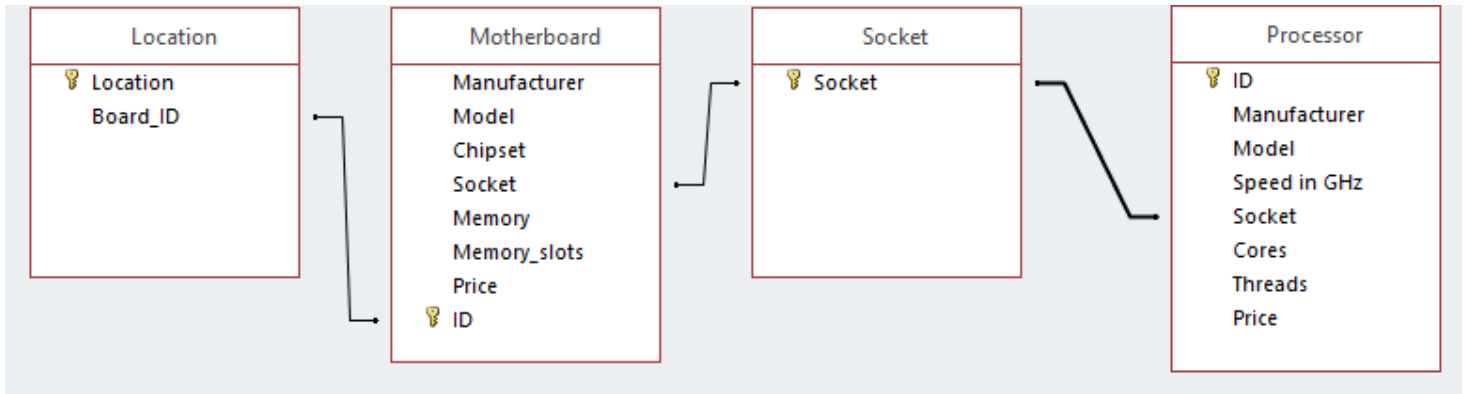 Location
Location
Board_ID
Motherboard
Manufacturer
Model
Chipset
Socket
Memory
Memory_slots
Price
ID
Socket
Socket
Processor
ID
Manufacturer
Model
Speed in GHz
Socket
Cores
Threads
Price